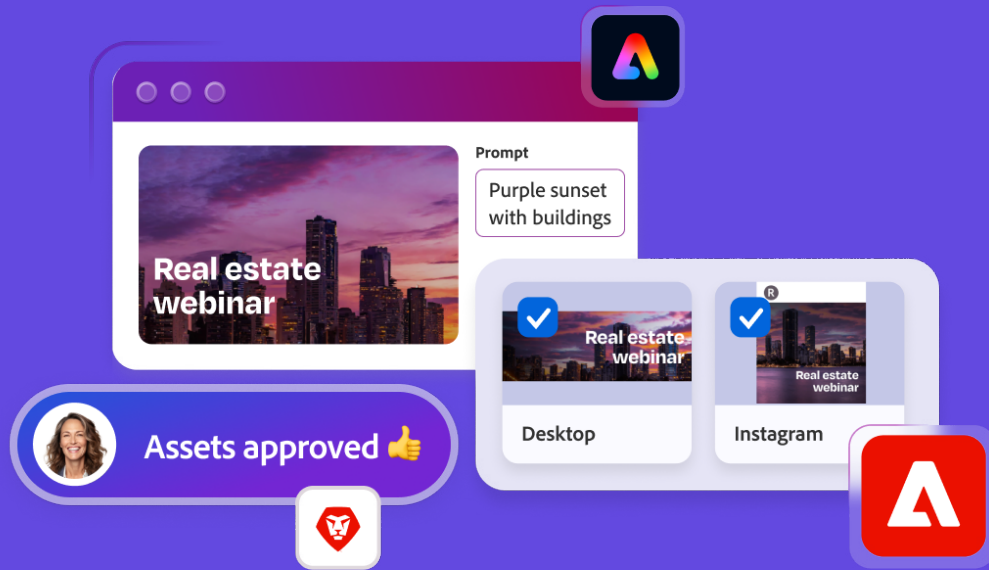 Prompt
Purple sunset
with buildings
Real estate
webinar
Real estate
webinar
R
Real estate
webinar
Desktop
Instagram
Assets approved 👍